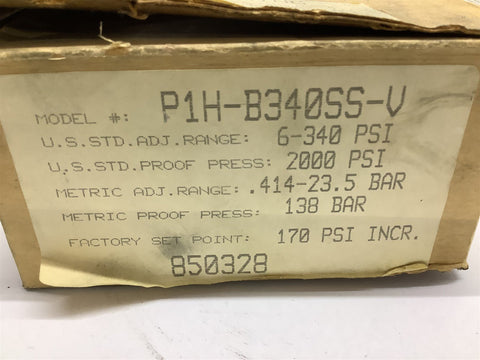 MODEL #: P1H-B340SS-V
U.S.STD.ADJ.RANGE: 6-340 PSI
U.S.STD.PROOF PRESS: 2000 PSI
METRIC ADJ.RANGE: .414-23.5 BAR
METRIC PROOF PRESS: 138 BAR
FACTORY SET POINT: 170 PSI INCR.
850328